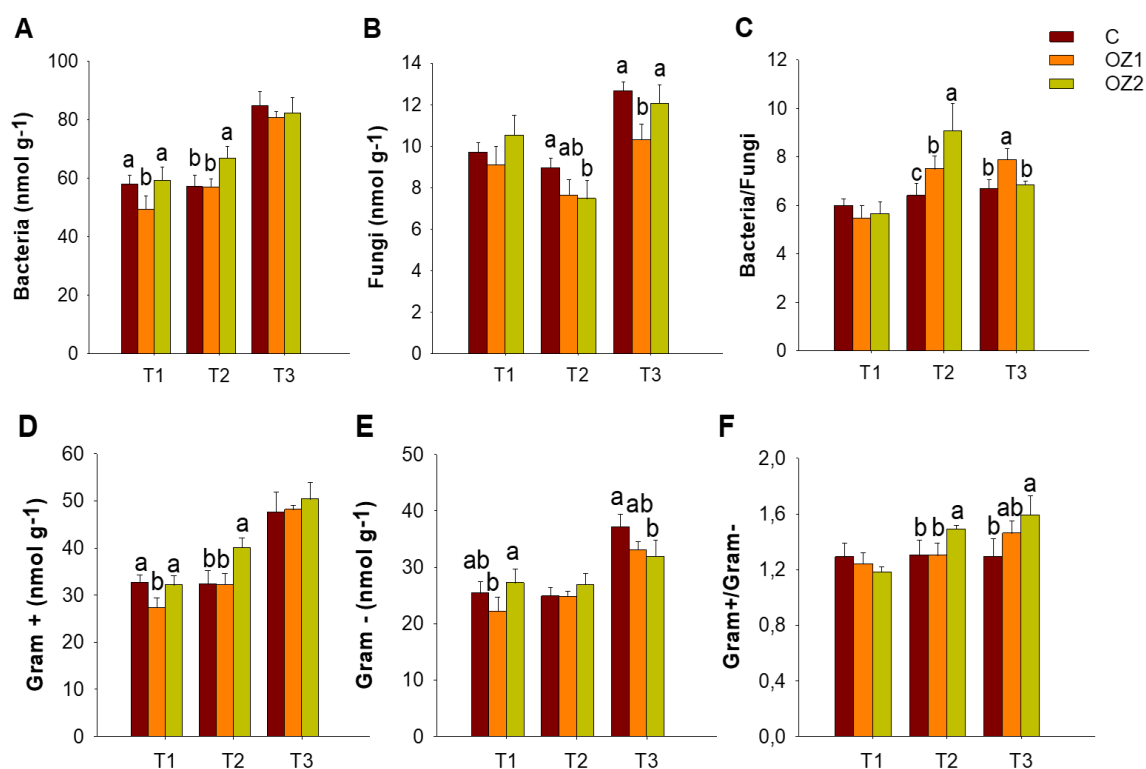 A
Bacteria (nmol g-1)
100
80
60
40
20
0
a b a
b b a
T1 T2 T3
B
Fungi (nmol g-1)
14
12
10
8
6
4
2
0
a ab b
a b a
T1 T2 T3
C
Bacteria/Fungi
12
10
8
6
4
2
0
c b a
b a b
T1 T2 T3
C
OZ1
OZ2
D
Gram + (nmol g-1)
60
50
40
30
20
10
0
a b a
b b a
T1 T2 T3
E
Gram - (nmol g-1)
50
40
30
20
10
0
ab b a
a ab b
T1 T2 T3
F
Gram+/Gram-
2,0
1,6
1,2
0,8
0,4
0,0
b b a
b ab a
T1 T2 T3